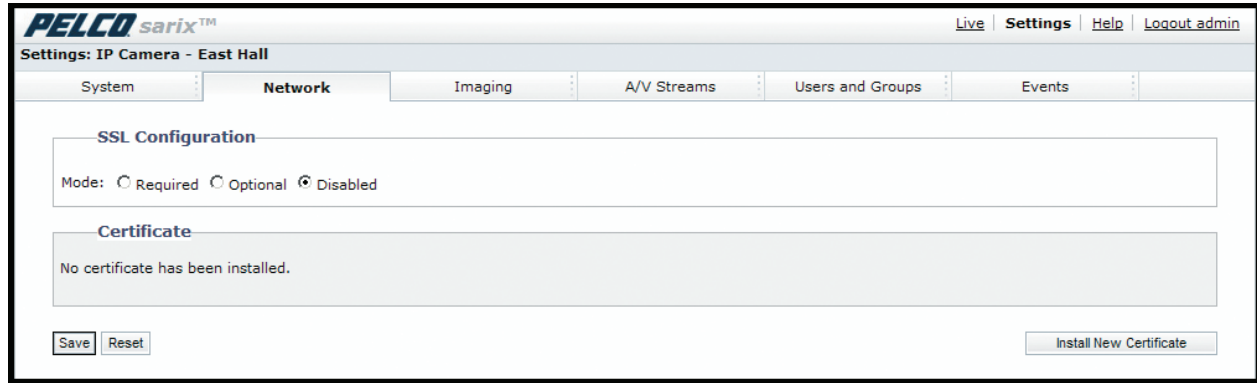 PELCO sarix™ Live Settings Help Logout admin
Settings: IP Camera - East Hall
System Network Imaging A/V Streams Users and Groups Events
SSL Configuration
Mode: Required Optional Disabled
Certificate
No certificate has been installed.
Save Reset Install New Certificate